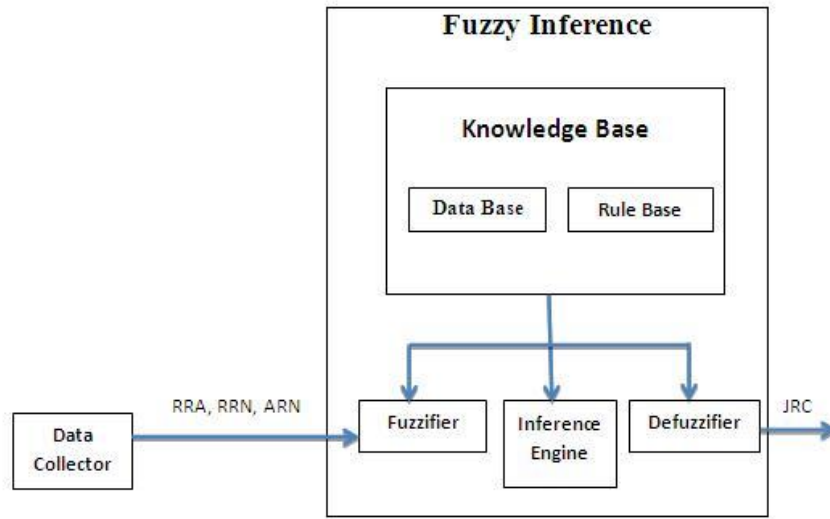 Fuzzy Inference
Knowledge Base
Data Base
Rule Base
RRA, RRN, ARN
JRC
Data
Collector
Fuzzifier
Inference
Engine
Defuzzifier